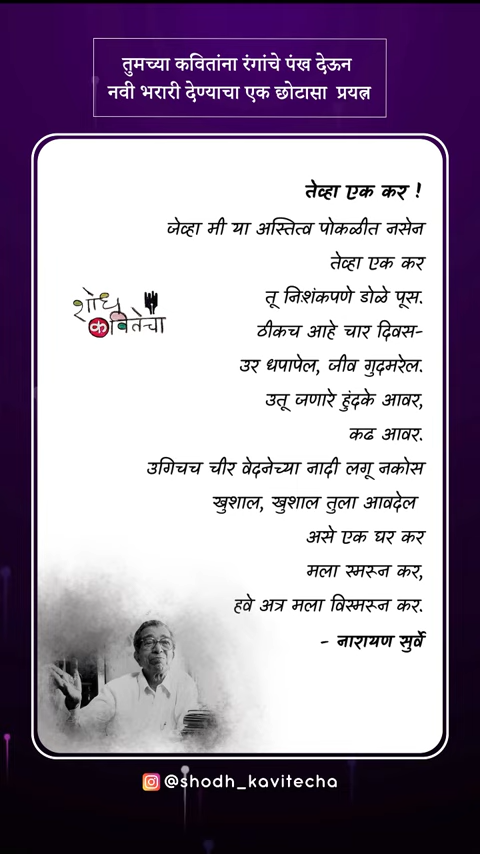 तुमच्या कवितांना रंगांचे पंख देऊन
नवी भरारी देण्याचा एक छोटासा प्रयत्न
तेव्हा एक कर !
जेव्हा मी या अस्तित्व पोकळीत नसेन
तेव्हा एक कर
तू निःशंकपणे डोळे पूस.
ठीकच आहे चार दिवस-
उर धपापेल, जीव गुदमरेल.
उतू जणारे हुंदके आवर,
कढ आवर.
उगिचच चीर वेदनेच्या नादी लगू नकोस
खुशाल, खुशाल तुला आवदेल
असे एक घर कर
मला स्मरून कर,
हवे अत्र मला विस्मरून कर.
- नारायण सुर्वे
शोध
कवितेचा
@shodh_kavitecha